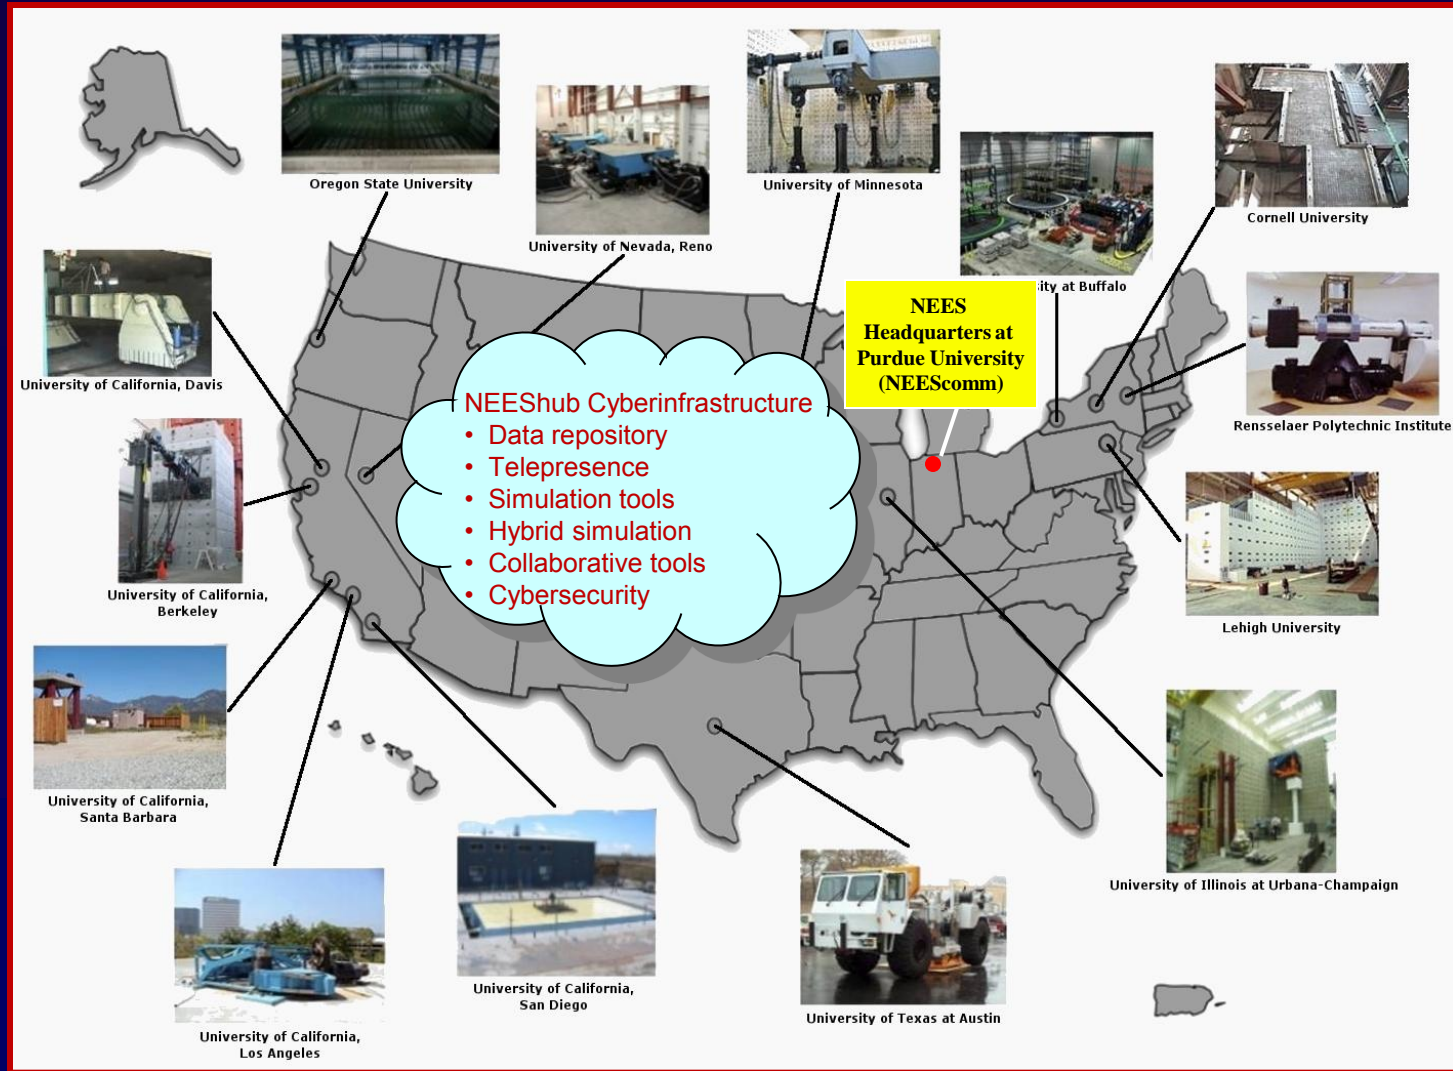 Oregon State University
University of Nevada, Reno
University of Minnesota
Cornell University
sity at Buffalo
NEES
Headquarters at
Purdue University
(NEEScomm)
University of California, Davis
Rensselaer Polytechnic Institute
NEEShub Cyberinfrastructure
• Data repository
• Telepresence
• Simulation tools
• Hybrid simulation
• Collaborative tools
• Cybersecurity
University of California,
Berkeley
Lehigh University
University of California,
Santa Barbara
University of Illinois at Urbana-Champaign
University of California,
San Diego
University of Texas at Austin
University of California,
Los Angeles